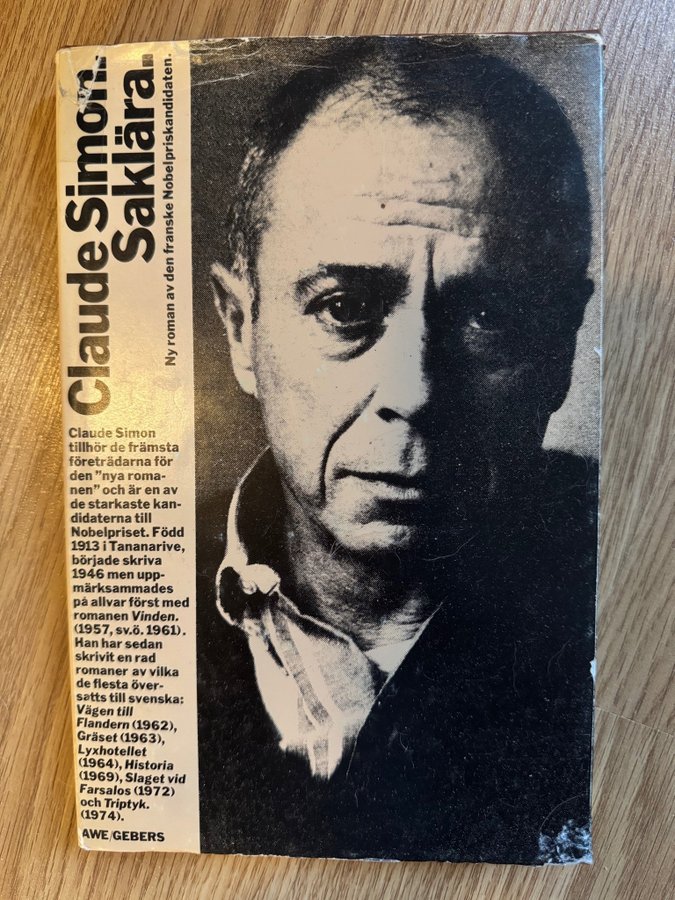 Claude Simon.
Saklära.
Ny roman av den franske Nobelpriskandidaten.
Claude Simon
tillhör de främsta
företrädarna för
den ”nya roma-
nen” och är en av
de starkaste kan-
didaterna till
Nobelpriset. Född
1913 i Tananarive,
började skriva
1946 men upp-
märksammades
på allvar först med
romanen Vinden.
(1957, sv.ö. 1961).
Han har sedan
skrivit en rad
romaner av vilka
de flesta över-
satts till svenska:
Vägen till
Flandern (1962),
Gräset (1963),
Lyxhotellet
(1964), Historia
(1969), Slaget vid
Farsalos (1972)
och Triptyk.
(1974).
AWE/GEBERS